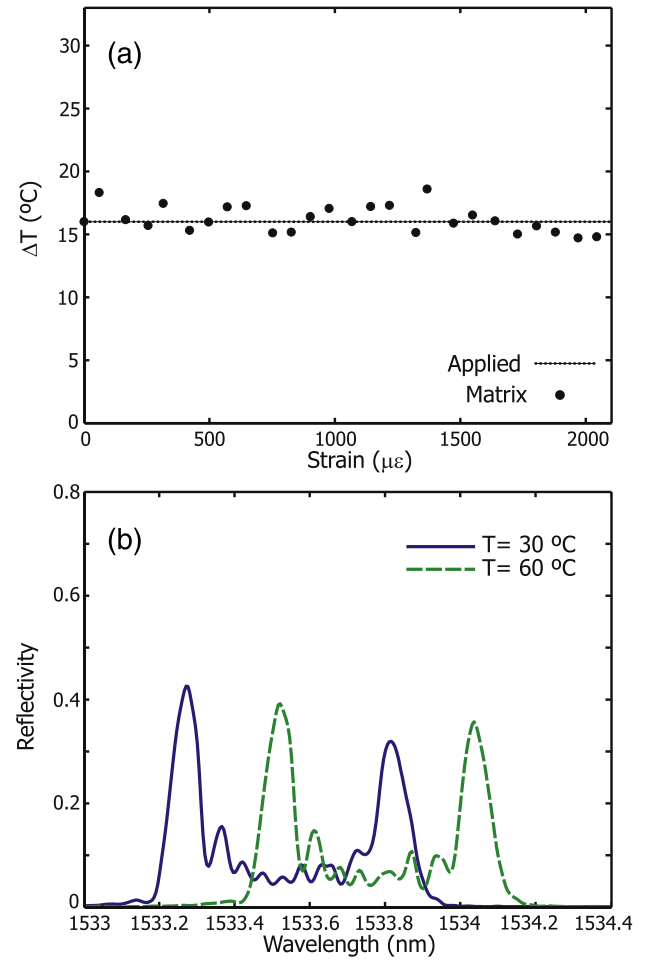 (a)
30
25
20
15
10
5
0
ΔT (ºC)
Applied
Matrix
0 500 1000 1500 2000
Strain (με)
(b)
0.8
0.6
0.4
0.2
0
Reflectivity
T= 30 ºC
T= 60 ºC
1533 1533.2 1533.4 1533.6 1533.8 1534 1534.2 1534.4
Wavelength (nm)